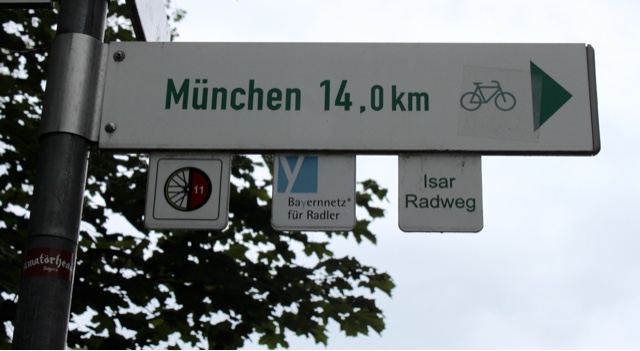 München 14,0 km
11
y
Bayernnetz
für Radler
Isar
Radweg